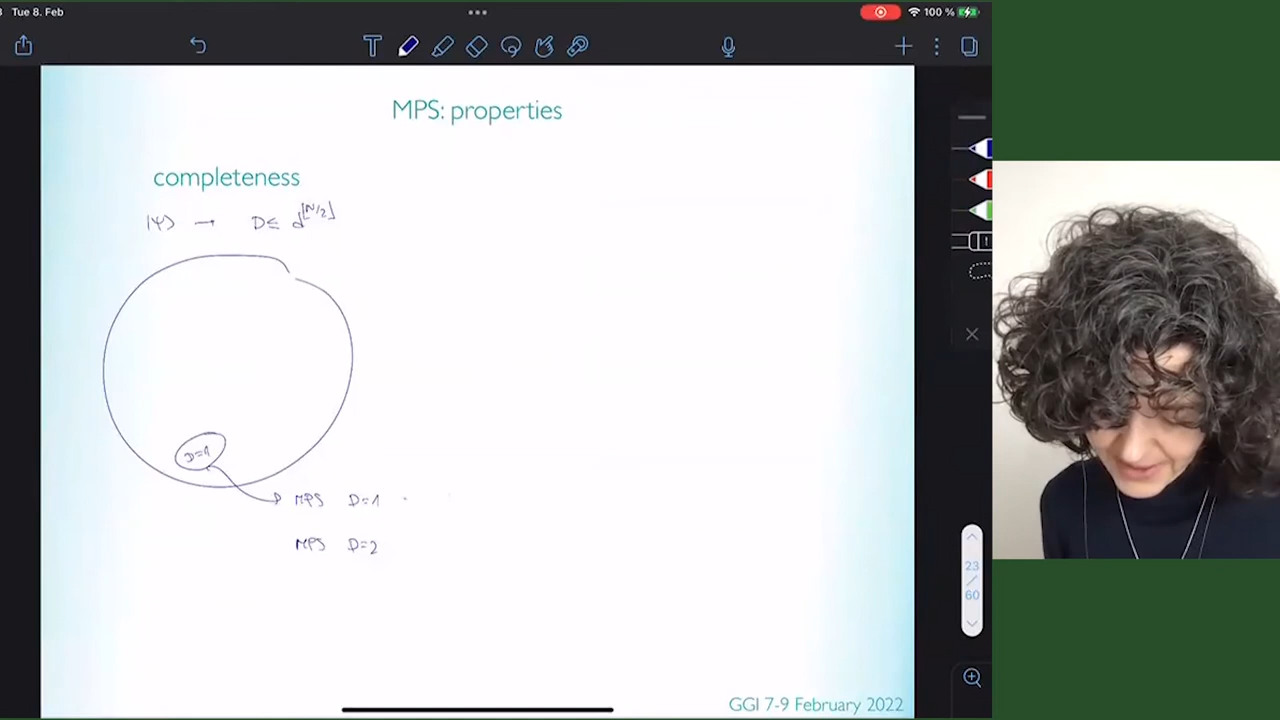 Tue 8. Feb
100 %
MPS: properties
completeness
|Ψ⟩ → D ≤ d^⌊N/2⌋
D=1
MPS D=1
MPS D=2
23
/
60
GGI 7-9 February 2022